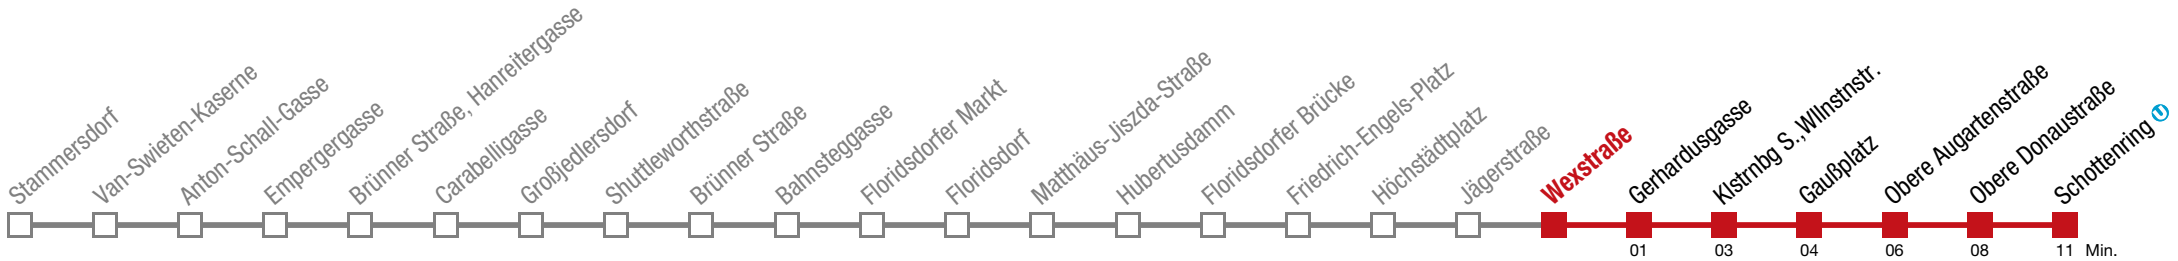 Stammersdorf
Van-Swieten-Kaserne
Anton-Schall-Gasse
Empergergasse
Brünner Straße, Hanreitergasse
Carabelligasse
Großjedlersdorf
Shuttleworthstraße
Brünner Straße
Bahnsteggasse
Floridsdorfer Markt
Floridsdorf
Matthäus-Jiszda-Straße
Hubertusdamm
Floridsdorfer Brücke
Friedrich-Engels-Platz
Höchstädtplatz
Jägerstraße
Wexstraße
Gerhardusgasse
Klstrnbg S., Wllnstnstr.
Gaußplatz
Obere Augartenstraße
Obere Donaustraße
Schottenring U
01 03 04 06 08 11 Min.